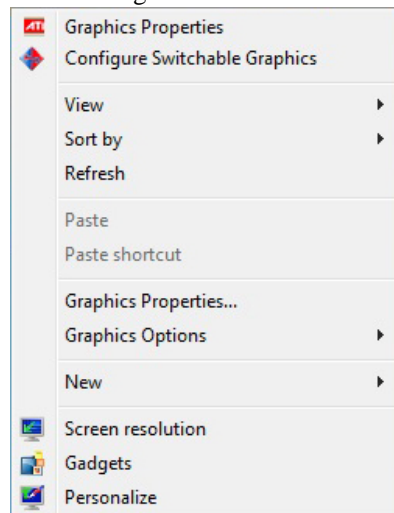 ATI
Graphics Properties
Configure Switchable Graphics
View
Sort by
Refresh
Paste
Paste shortcut
Graphics Properties...
Graphics Options
New
Screen resolution
Gadgets
Personalize